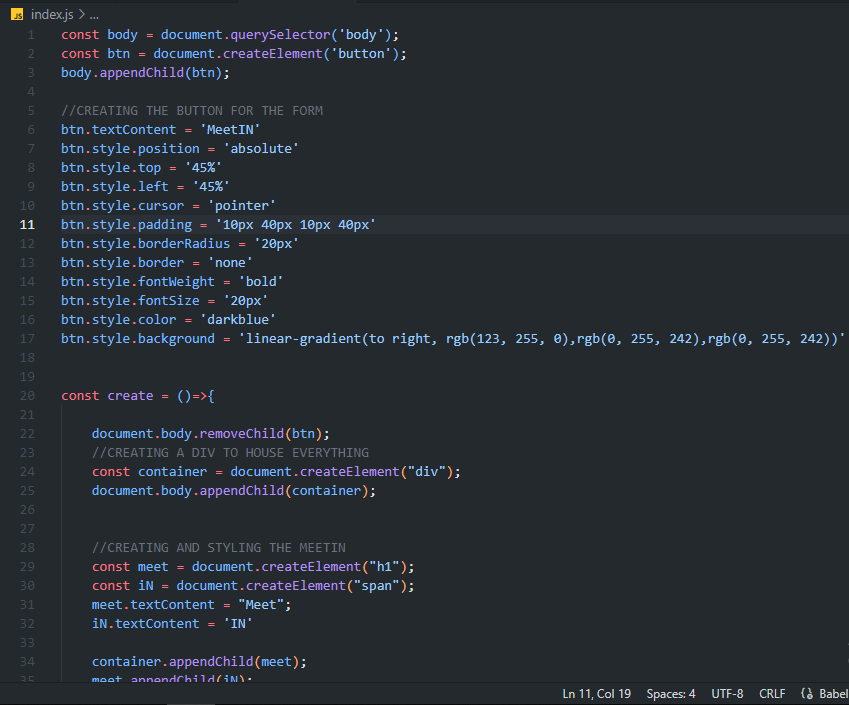 JS index.js > ...
1 const body = document.querySelector('body');
2 const btn = document.createElement('button');
3 body.appendChild(btn);
4
5 //CREATING THE BUTTON FOR THE FORM
6 btn.textContent = 'MeetIN'
7 btn.style.position = 'absolute'
8 btn.style.top = '45%'
9 btn.style.left = '45%'
10 btn.style.cursor = 'pointer'
11 btn.style.padding = '10px 40px 10px 40px'
12 btn.style.borderRadius = '20px'
13 btn.style.border = 'none'
14 btn.style.fontWeight = 'bold'
15 btn.style.fontSize = '20px'
16 btn.style.color = 'darkblue'
17 btn.style.background = 'linear-gradient(to right, rgb(123, 255, 0),rgb(0, 255, 242),rgb(0, 255, 242))'
18
19
20 const create = ()=>{
21
22 document.body.removeChild(btn);
23 //CREATING A DIV TO HOUSE EVERYTHING
24 const container = document.createElement("div");
25 document.body.appendChild(container);
26
27
28 //CREATING AND STYLING THE MEETIN
29 const meet = document.createElement("h1");
30 const iN = document.createElement("span");
31 meet.textContent = "Meet";
32 iN.textContent = 'IN'
33
34 container.appendChild(meet);
35 meet.appendChild(iN);
Ln 11, Col 19 Spaces: 4 UTF-8 CRLF Babel